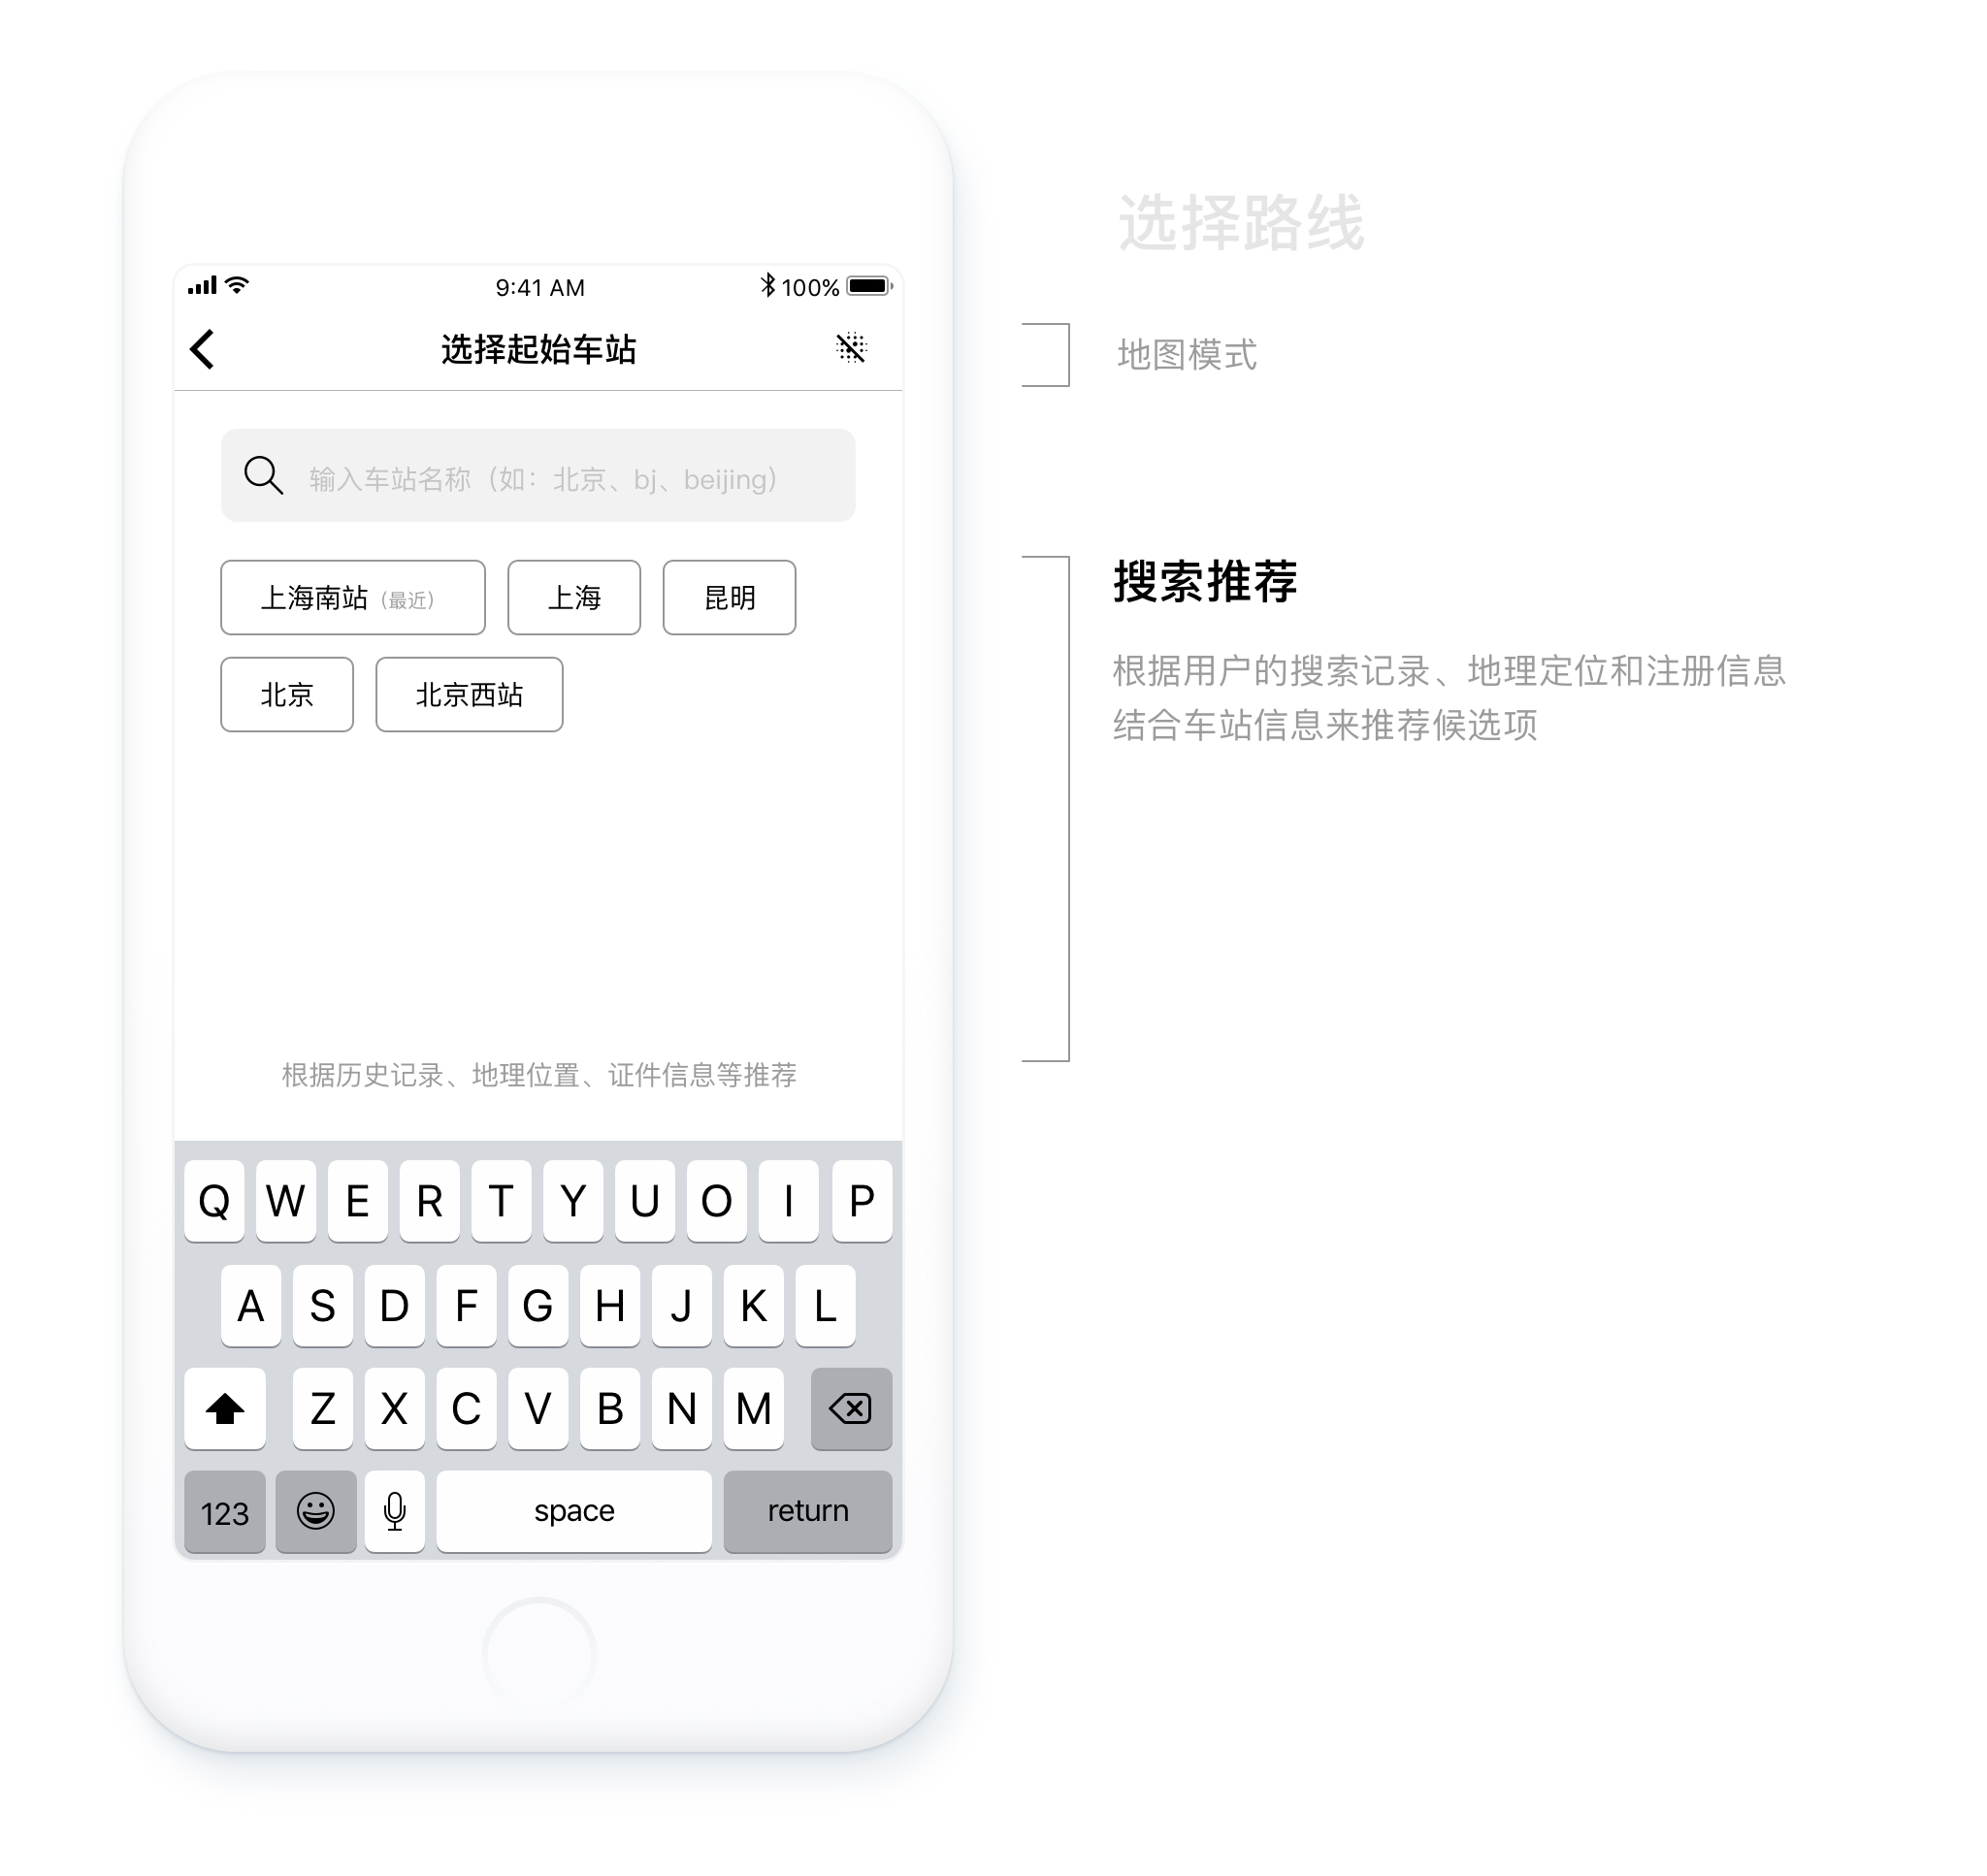 9:41 AM
100%
选择起始车站
输入车站名称（如：北京、bj、beijing）
上海南站（最近）
上海
昆明
北京
北京西站
根据历史记录、地理位置、证件信息等推荐
Q W E R T Y U O I P
A S D F G H J K L
Z X C V B N M
123 space return
选择路线
地图模式
搜索推荐
根据用户的搜索记录、地理定位和注册信息
结合车站信息来推荐候选项